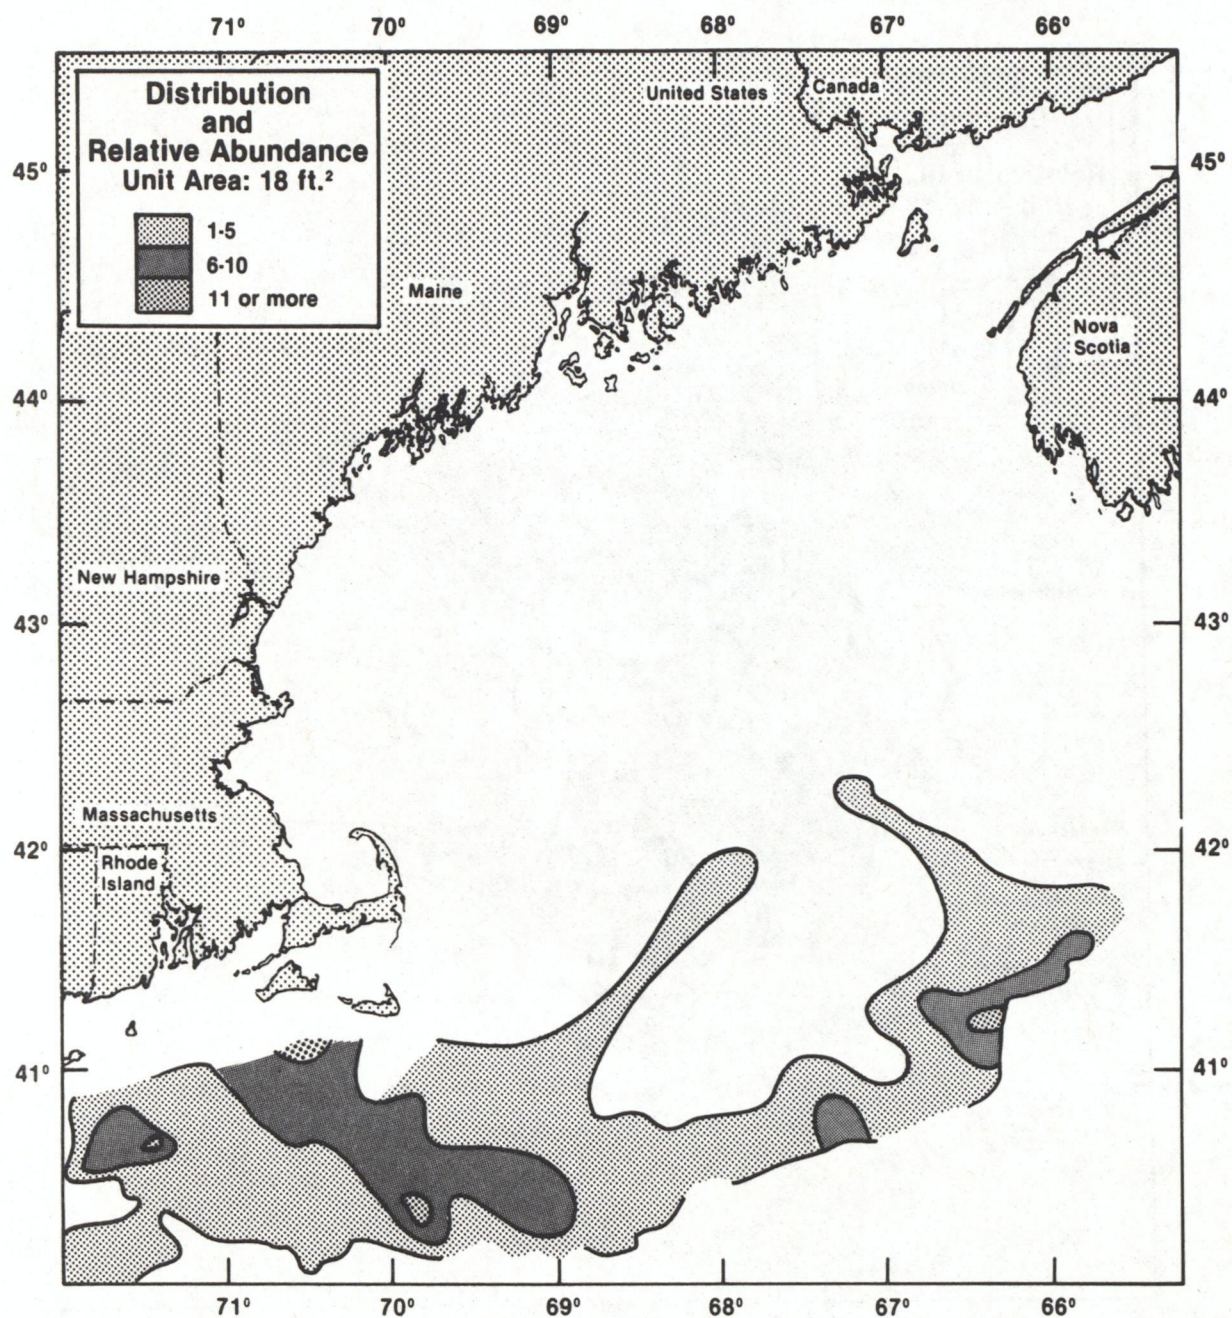 71° 70° 69° 68° 67° 66°
Distribution
and
Relative Abundance
Unit Area: 18 ft.²
1-5
6-10
11 or more
United States
Canada
45°
45°
Maine
Nova
Scotia
44°
44°
New Hampshire
43°
43°
Massachusetts
42°
42°
Rhode
Island
41°
41°
71° 70° 69° 68° 67° 66°